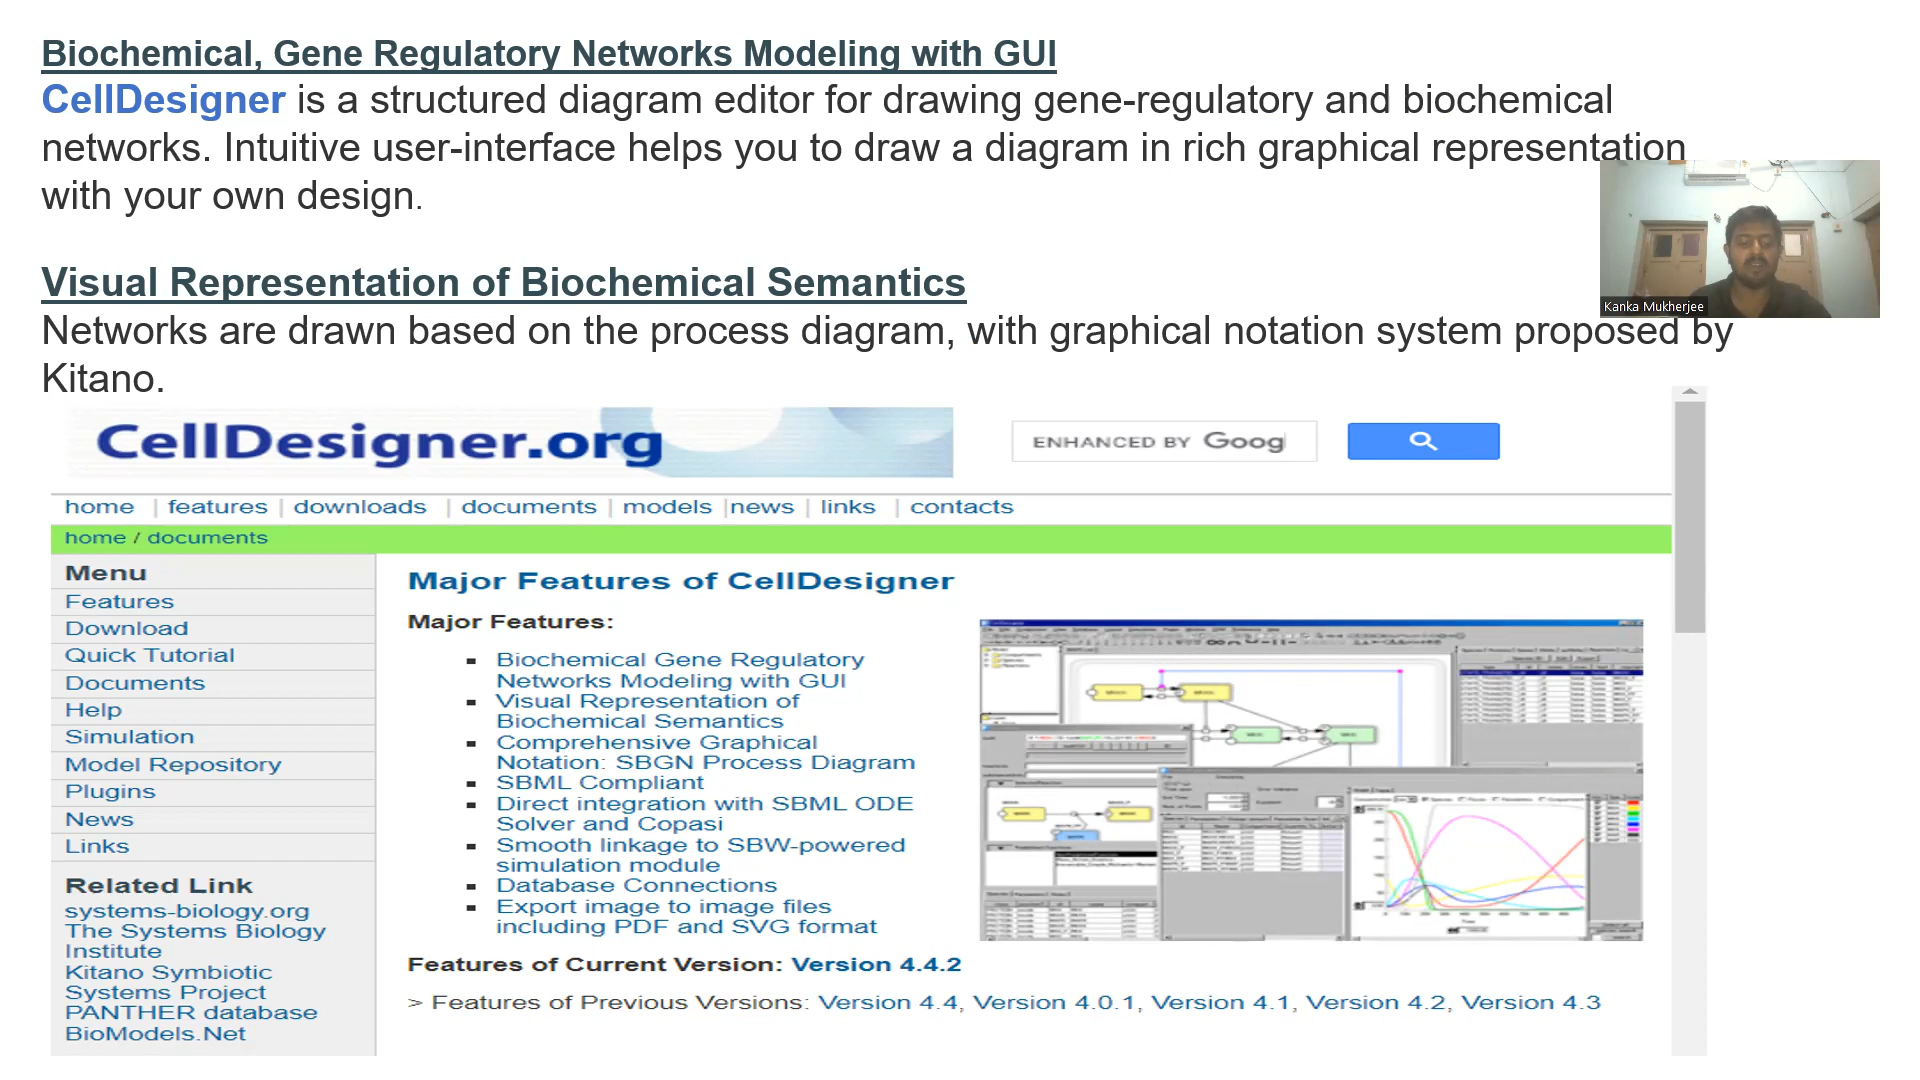 Biochemical, Gene Regulatory Networks Modeling with GUI
CellDesigner is a structured diagram editor for drawing gene-regulatory and biochemical
networks. Intuitive user-interface helps you to draw a diagram in rich graphical representation
with your own design.
Kanka Mukherjee
Visual Representation of Biochemical Semantics
Networks are drawn based on the process diagram, with graphical notation system proposed by
Kitano.
CellDesigner.org
ENHANCED BY Goog
home | features | downloads | documents | models | news | links | contacts
home / documents
Menu
Features
Download
Quick Tutorial
Documents
Help
Simulation
Model Repository
Plugins
News
Links
Related Link
systems-biology.org
The Systems Biology
Institute
Kitano Symbiotic
Systems Project
PANTHER database
BioModels.Net
Major Features of CellDesigner
Major Features:
▪ Biochemical Gene Regulatory
Networks Modeling with GUI
▪ Visual Representation of
Biochemical Semantics
▪ Comprehensive Graphical
Notation: SBGN Process Diagram
▪ SBML Compliant
▪ Direct integration with SBML ODE
Solver and Copasi
▪ Smooth linkage to SBW-powered
simulation module
▪ Database Connections
▪ Export image to image files
including PDF and SVG format
Features of Current Version: Version 4.4.2
> Features of Previous Versions: Version 4.4, Version 4.0.1, Version 4.1, Version 4.2, Version 4.3